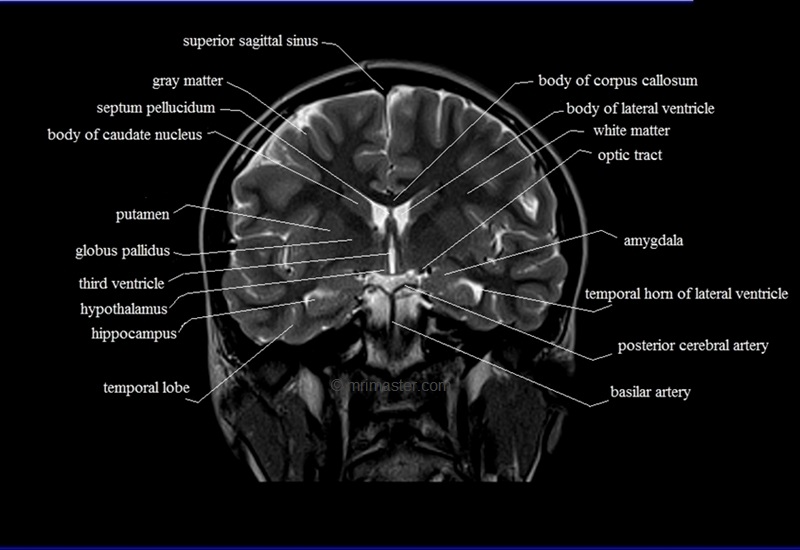 superior sagittal sinus
gray matter
body of corpus callosum
septum pellucidum
body of lateral ventricle
body of caudate nucleus
white matter
optic tract
putamen
globus pallidus
amygdala
third ventricle
temporal horn of lateral ventricle
hypothalamus
hippocampus
posterior cerebral artery
temporal lobe
© mrimaster.com
basilar artery